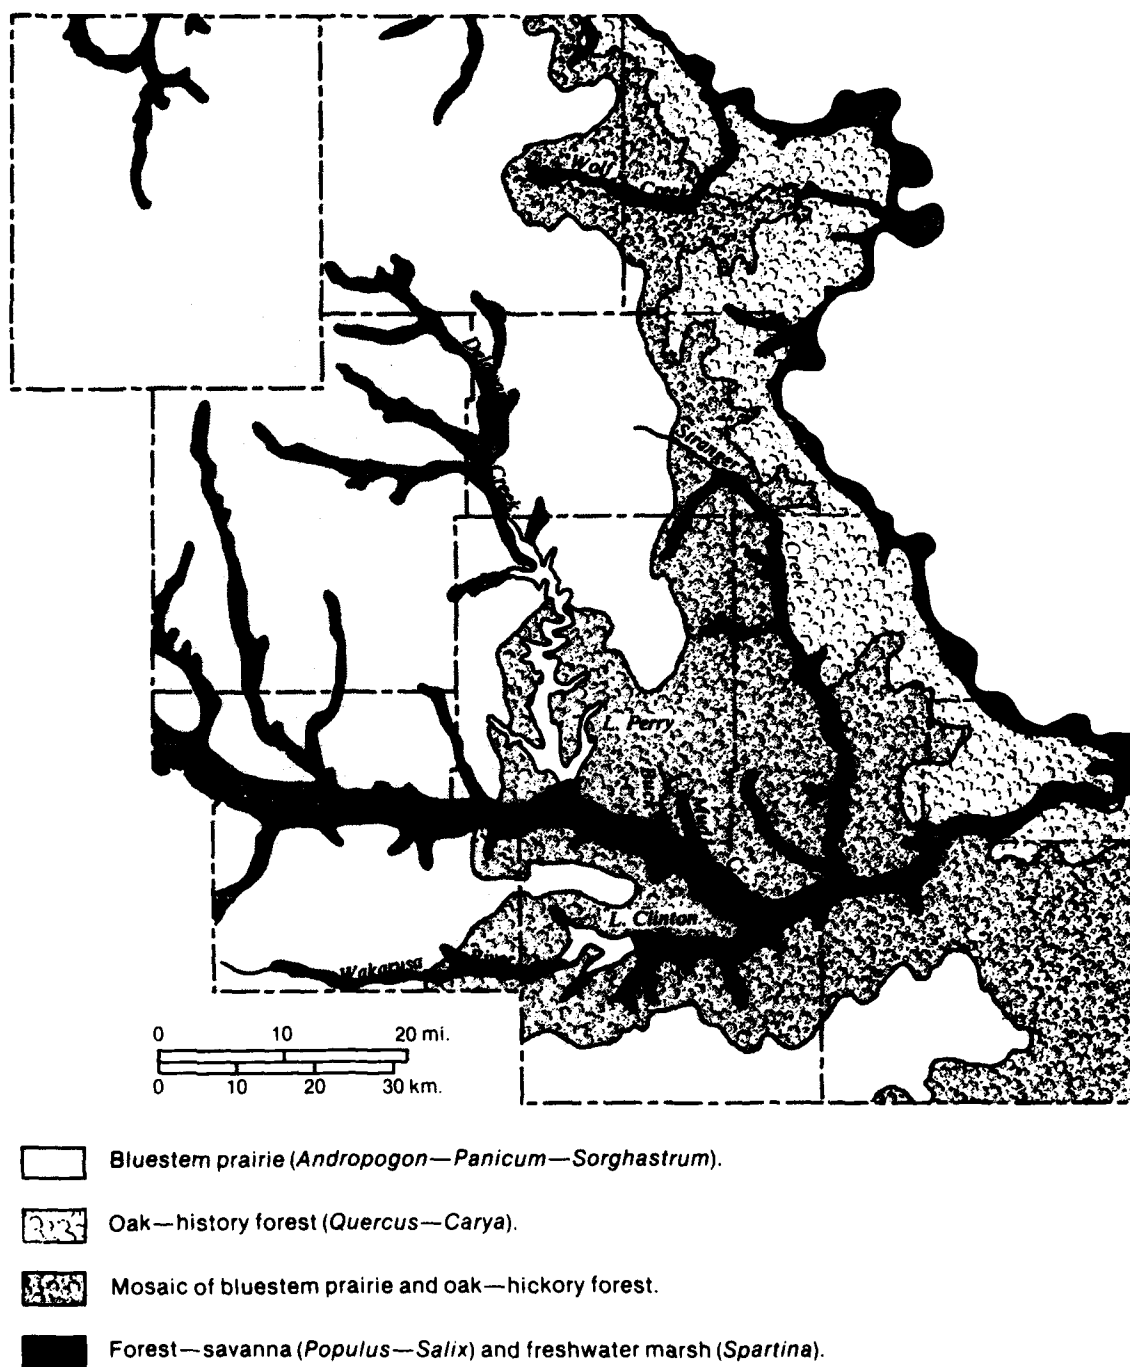 Wolf
Creek
Creek
Stranger
Creek
L. Perry
L. Clinton
Wakarusa
River
0 10 20 mi.
0 10 20 30 km.
Bluestem prairie (Andropogon—Panicum—Sorghastrum).
Oak—history forest (Quercus—Carya).
Mosaic of bluestem prairie and oak—hickory forest.
Forest—savanna (Populus—Salix) and freshwater marsh (Spartina).